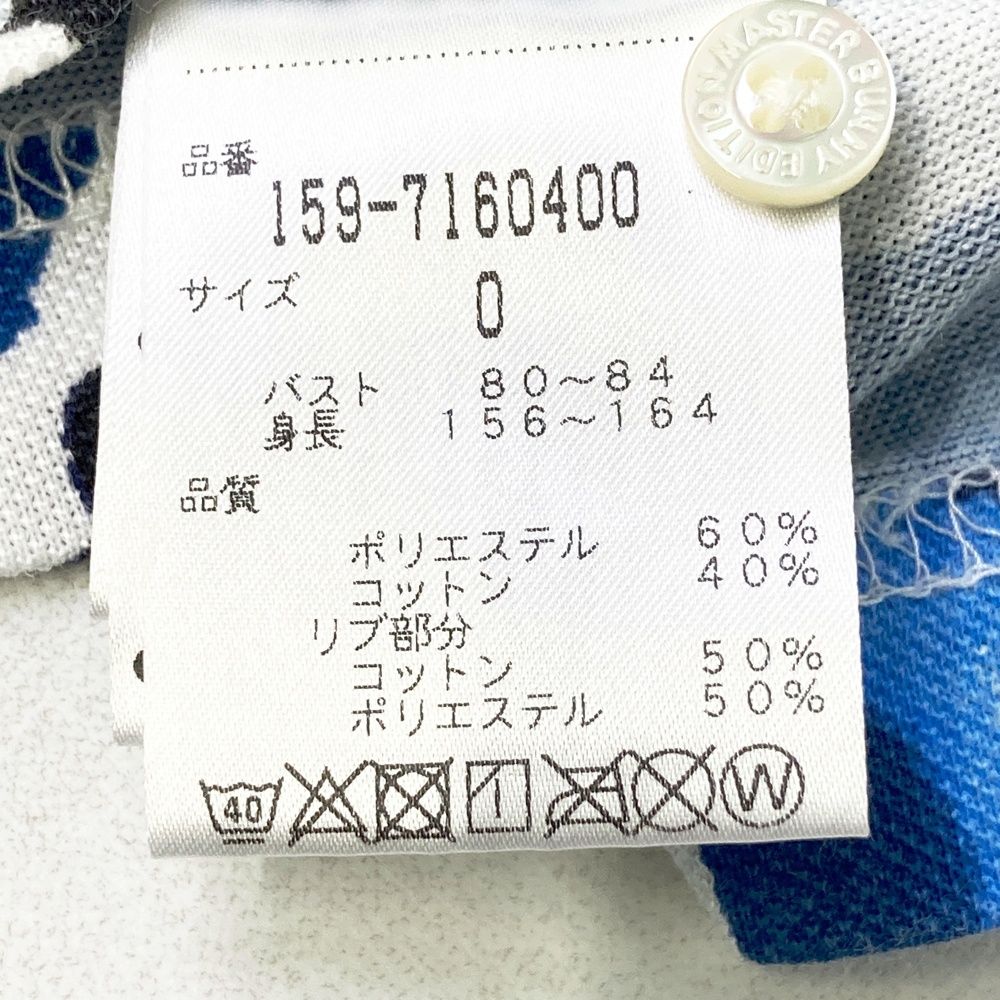 MASTER BUNNY EDITION
品番
159-7160400
サイズ 0
バスト 80～84
身長 156～164
品質
ポリエステル 60%
コットン 40%
リブ部分
コットン 50%
ポリエステル 50%
40
W